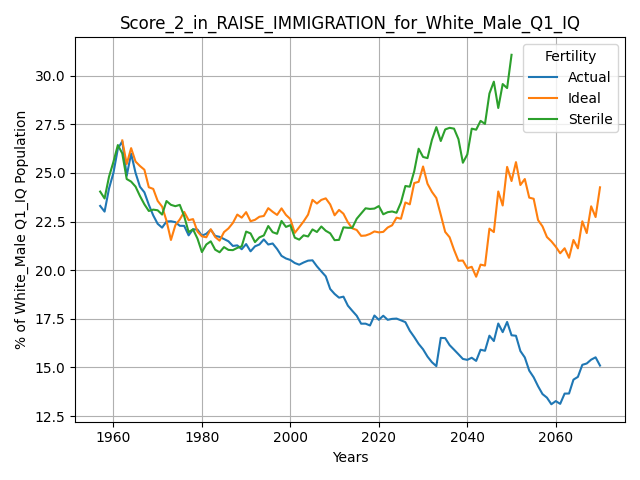 Score_2_in_RAISE_IMMIGRATION_for_White_Male_Q1_IQ
% of White_Male Q1_IQ Population
30.0
27.5
25.0
22.5
20.0
17.5
15.0
12.5
Fertility
Actual
Ideal
Sterile
1960
1980
2000
2020
2040
2060
Years